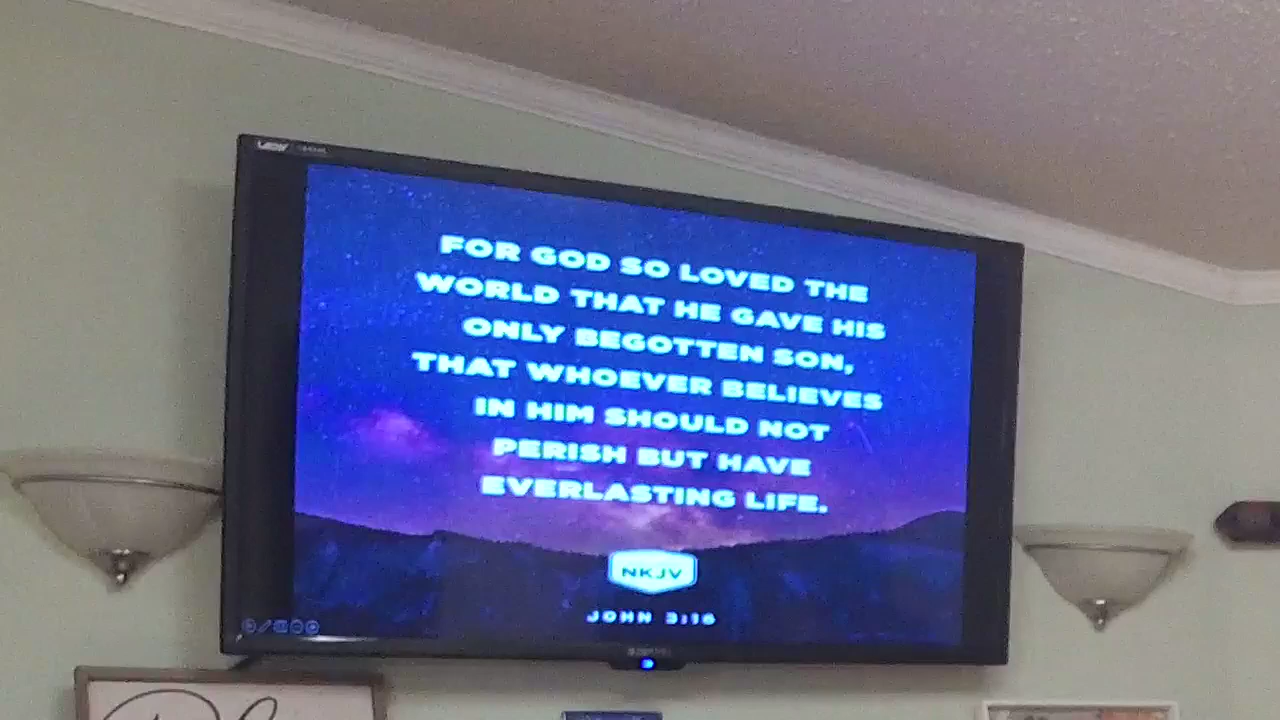 FOR GOD SO LOVED THE
WORLD THAT HE GAVE HIS
ONLY BEGOTTEN SON,
THAT WHOEVER BELIEVES
IN HIM SHOULD NOT
PERISH BUT HAVE
EVERLASTING LIFE.
NKJV
JOHN 3:16